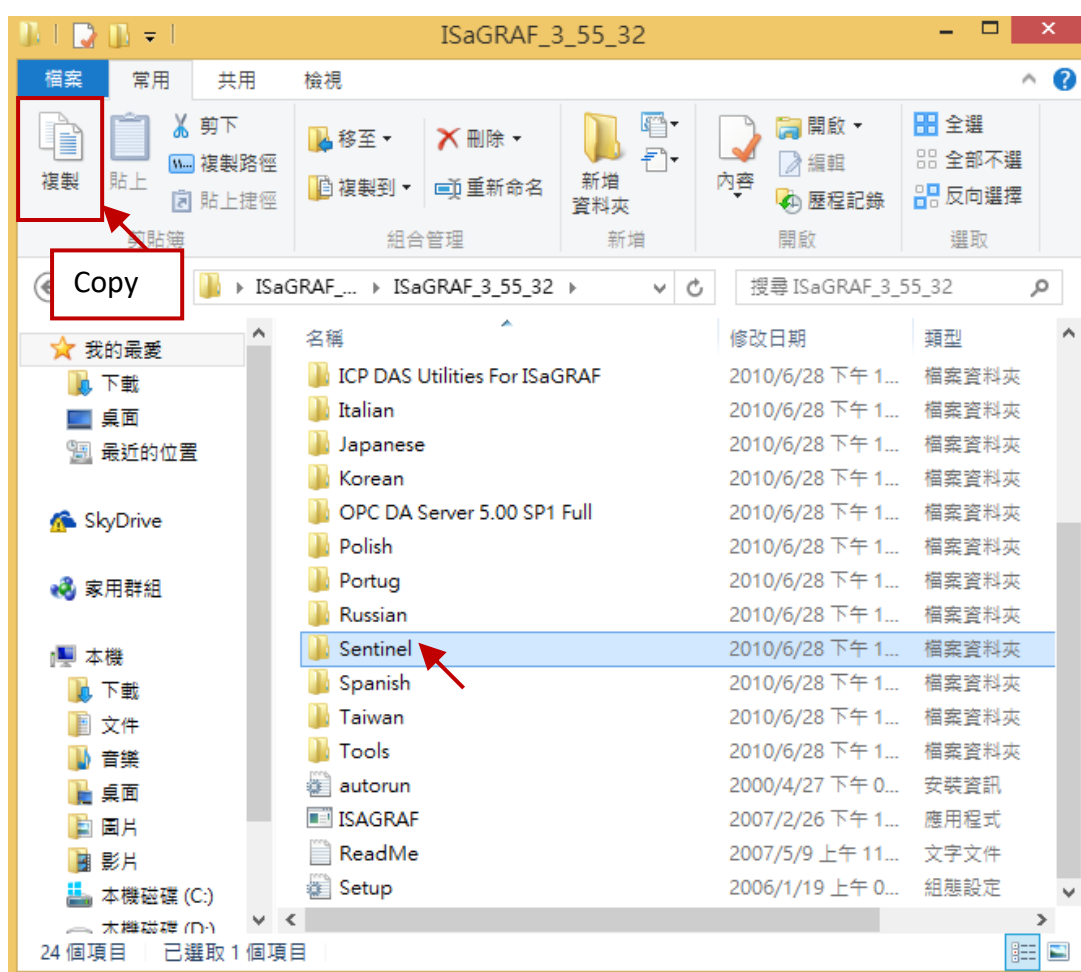 ISaGRAF_3_55_32
檔案 常用 共用 檢視
複製
貼上
剪下
複製路徑
貼上捷徑
剪貼簿
移至
複製到
刪除
重新命名
組合管理
新增
資料夾
新增
內容
開啟
編輯
歷程記錄
開啟
全選
全部不選
反向選擇
選取
Copy
ISaGRAF_... ISaGRAF_3_55_32
搜尋 ISaGRAF_3_55_32
我的最愛
下載
桌面
最近的位置
SkyDrive
家用群組
本機
下載
文件
音樂
桌面
圖片
影片
本機磁碟 (C:)
本機磁碟 (D:)
名稱 修改日期 類型
ICP DAS Utilities For ISaGRAF 2010/6/28 下午 1... 檔案資料夾
Italian 2010/6/28 下午 1... 檔案資料夾
Japanese 2010/6/28 下午 1... 檔案資料夾
Korean 2010/6/28 下午 1... 檔案資料夾
OPC DA Server 5.00 SP1 Full 2010/6/28 下午 1... 檔案資料夾
Polish 2010/6/28 下午 1... 檔案資料夾
Portug 2010/6/28 下午 1... 檔案資料夾
Russian 2010/6/28 下午 1... 檔案資料夾
Sentinel 2010/6/28 下午 1... 檔案資料夾
Spanish 2010/6/28 下午 1... 檔案資料夾
Taiwan 2010/6/28 下午 1... 檔案資料夾
Tools 2010/6/28 下午 1... 檔案資料夾
autorun 2000/4/27 下午 0... 安裝資訊
ISAGRAF 2007/2/26 下午 1... 應用程式
ReadMe 2007/5/9 上午 11... 文字文件
Setup 2006/1/19 上午 0... 組態設定
24 個項目 已選取 1 個項目